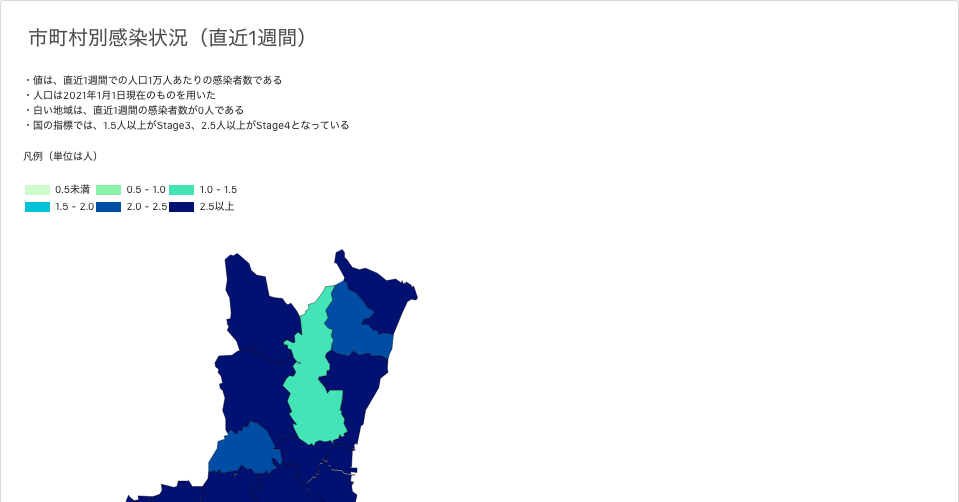 市町村別感染状況（直近1週間）
・値は、直近1週間での人口1万人あたりの感染者数である
・人口は2021年1月1日現在のものを用いた
・白い地域は、直近1週間の感染者数が0人である
・国の指標では、1.5人以上がStage3、2.5人以上がStage4となっている
凡例（単位は人）
0.5未満 0.5 - 1.0 1.0 - 1.5
1.5 - 2.0 2.0 - 2.5 2.5以上